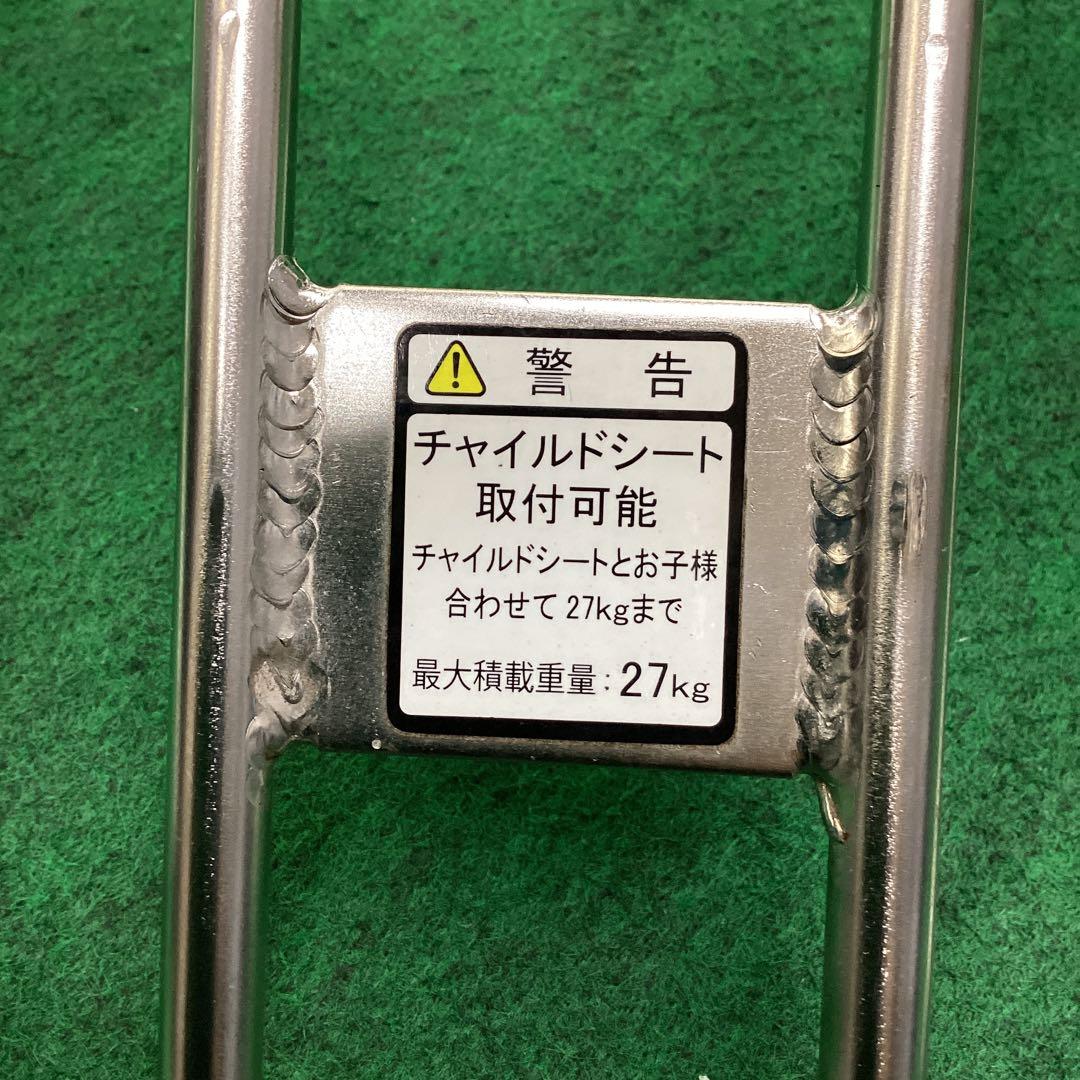 警告
チャイルドシート
取付可能
チャイルドシートとお子様
合わせて27kgまで
最大積載重量:27kg